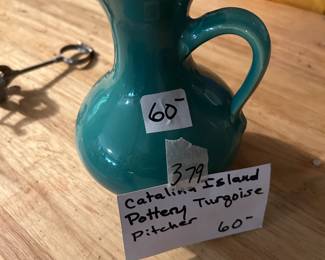 60-
379
Catalina Island
Pottery Turgoise
Pitcher 60-